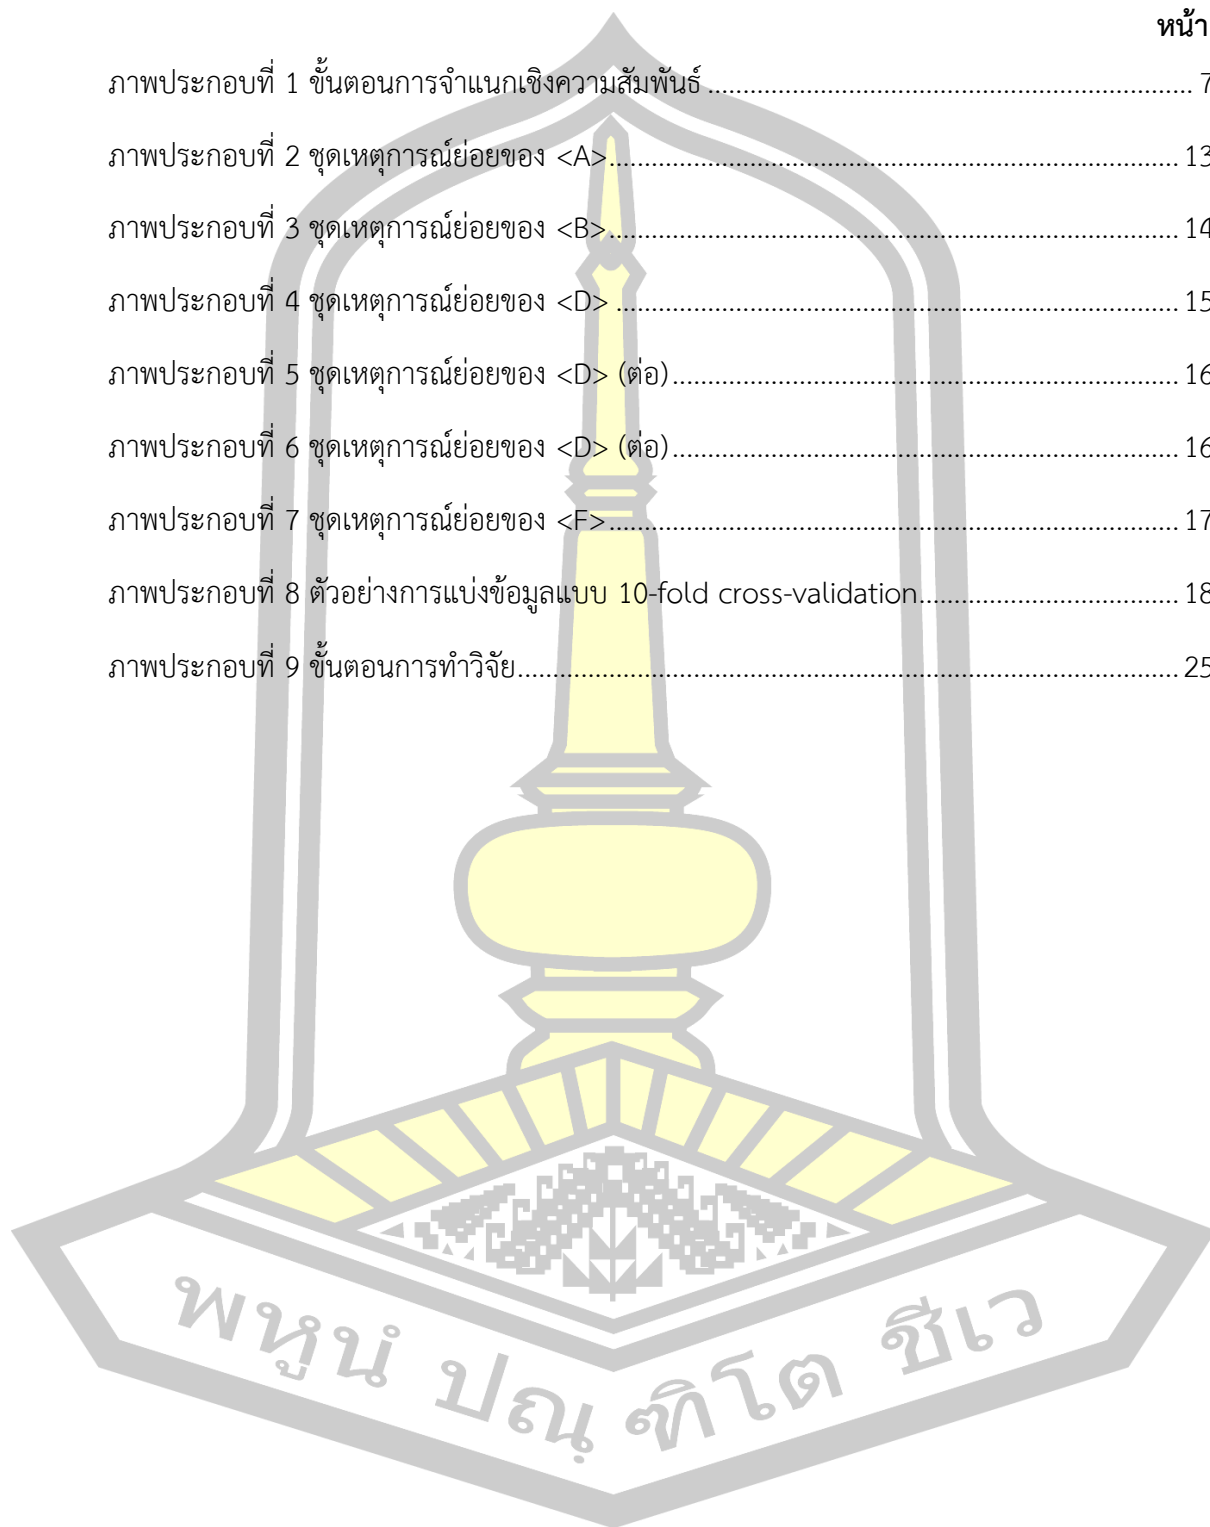 หน้า
ภาพประกอบที่ 1 ขั้นตอนการจำแนกเชิงความสัมพันธ์ ........................................................................................................ 7
ภาพประกอบที่ 2 ชุดเหตุการณ์ย่อยของ <A>........................................................................................................ 13
ภาพประกอบที่ 3 ชุดเหตุการณ์ย่อยของ <B>........................................................................................................ 14
ภาพประกอบที่ 4 ชุดเหตุการณ์ย่อยของ <D> ........................................................................................................ 15
ภาพประกอบที่ 5 ชุดเหตุการณ์ย่อยของ <D> (ต่อ)........................................................................................................ 16
ภาพประกอบที่ 6 ชุดเหตุการณ์ย่อยของ <D> (ต่อ)........................................................................................................ 16
ภาพประกอบที่ 7 ชุดเหตุการณ์ย่อยของ <F>........................................................................................................ 17
ภาพประกอบที่ 8 ตัวอย่างการแบ่งข้อมูลแบบ 10-fold cross-validation.................................................... 18
ภาพประกอบที่ 9 ขั้นตอนการทำวิจัย........................................................................................................ 25
พหูนํ ปณฺฑิโต ชีเว